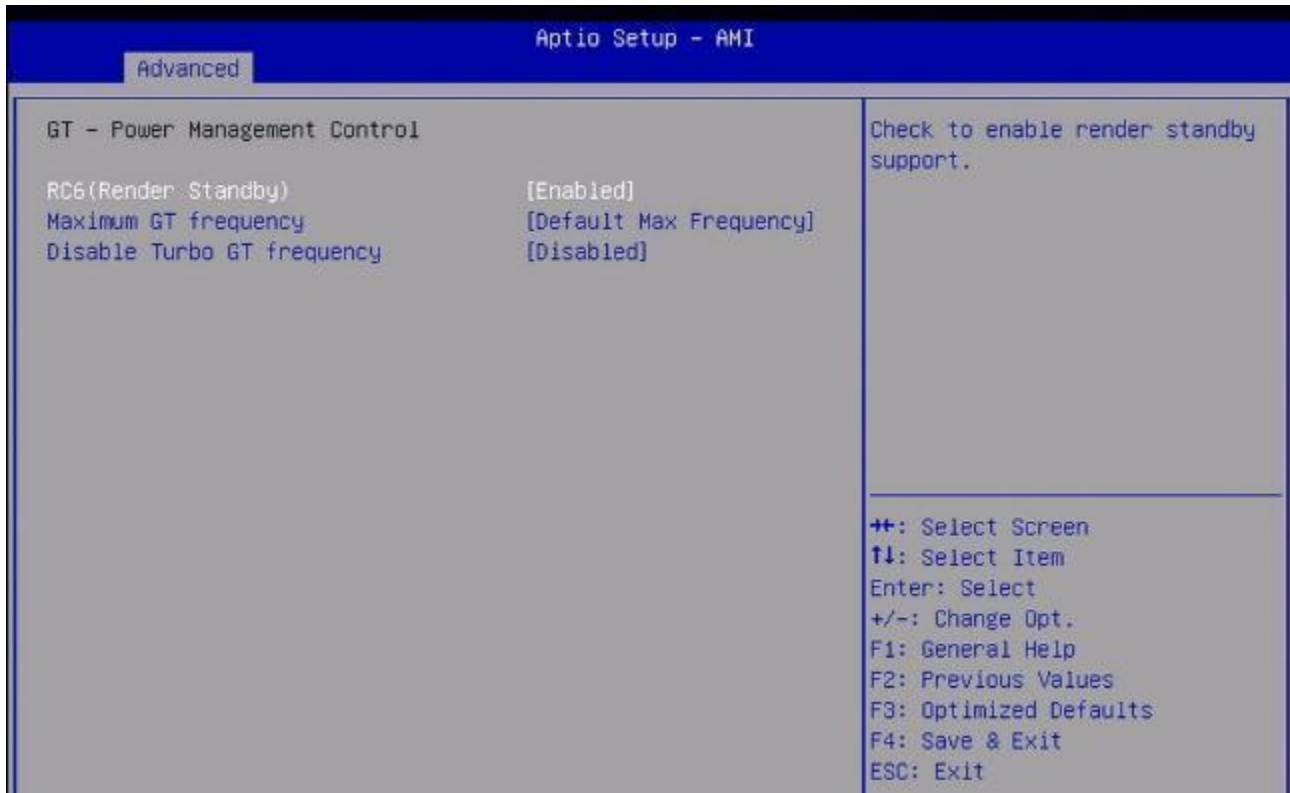 Aptio Setup - AMI
Advanced
GT - Power Management Control
RC6(Render Standby) [Enabled]
Maximum GT frequency [Default Max Frequency]
Disable Turbo GT frequency [Disabled]
Check to enable render standby
support.
→←: Select Screen
↑↓: Select Item
Enter: Select
+/-: Change Opt.
F1: General Help
F2: Previous Values
F3: Optimized Defaults
F4: Save & Exit
ESC: Exit